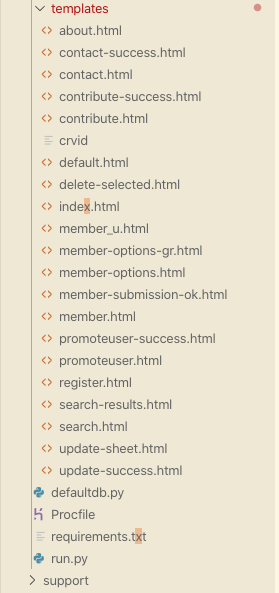 templates
about.html
contact-success.html
contact.html
contribute-success.html
contribute.html
crvid
default.html
delete-selected.html
index.html
member_u.html
member-options-gr.html
member-options.html
member-submission-ok.html
member.html
promoteuser-success.html
promoteuser.html
register.html
search-results.html
search.html
update-sheet.html
update-success.html
defaultdb.py
Procfile
requirements.txt
run.py
support